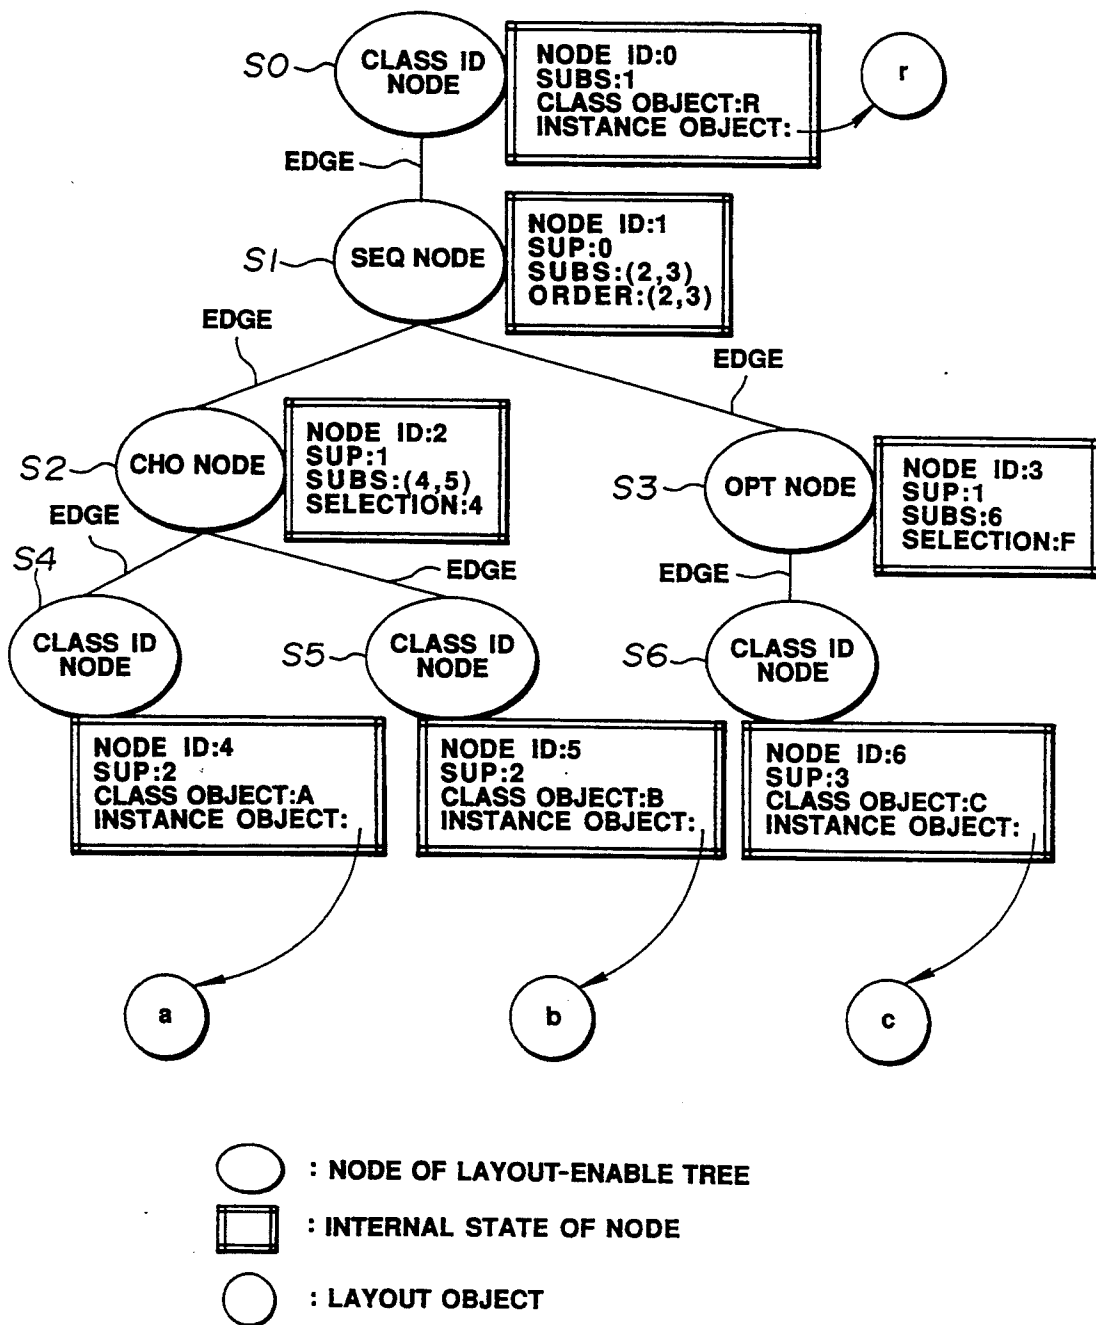 S0
CLASS ID
NODE
NODE ID:0
SUBS:1
CLASS OBJECT:R
INSTANCE OBJECT:
r
EDGE
S1
SEQ NODE
NODE ID:1
SUP:0
SUBS:(2,3)
ORDER:(2,3)
EDGE
EDGE
S2
CHO NODE
NODE ID:2
SUP:1
SUBS:(4,5)
SELECTION:4
S3
OPT NODE
NODE ID:3
SUP:1
SUBS:6
SELECTION:F
EDGE
EDGE
EDGE
S4
CLASS ID
NODE
S5
CLASS ID
NODE
S6
CLASS ID
NODE
NODE ID:4
SUP:2
CLASS OBJECT:A
INSTANCE OBJECT:
NODE ID:5
SUP:2
CLASS OBJECT:B
INSTANCE OBJECT:
NODE ID:6
SUP:3
CLASS OBJECT:C
INSTANCE OBJECT:
a
b
c
: NODE OF LAYOUT-ENABLE TREE
: INTERNAL STATE OF NODE
: LAYOUT OBJECT